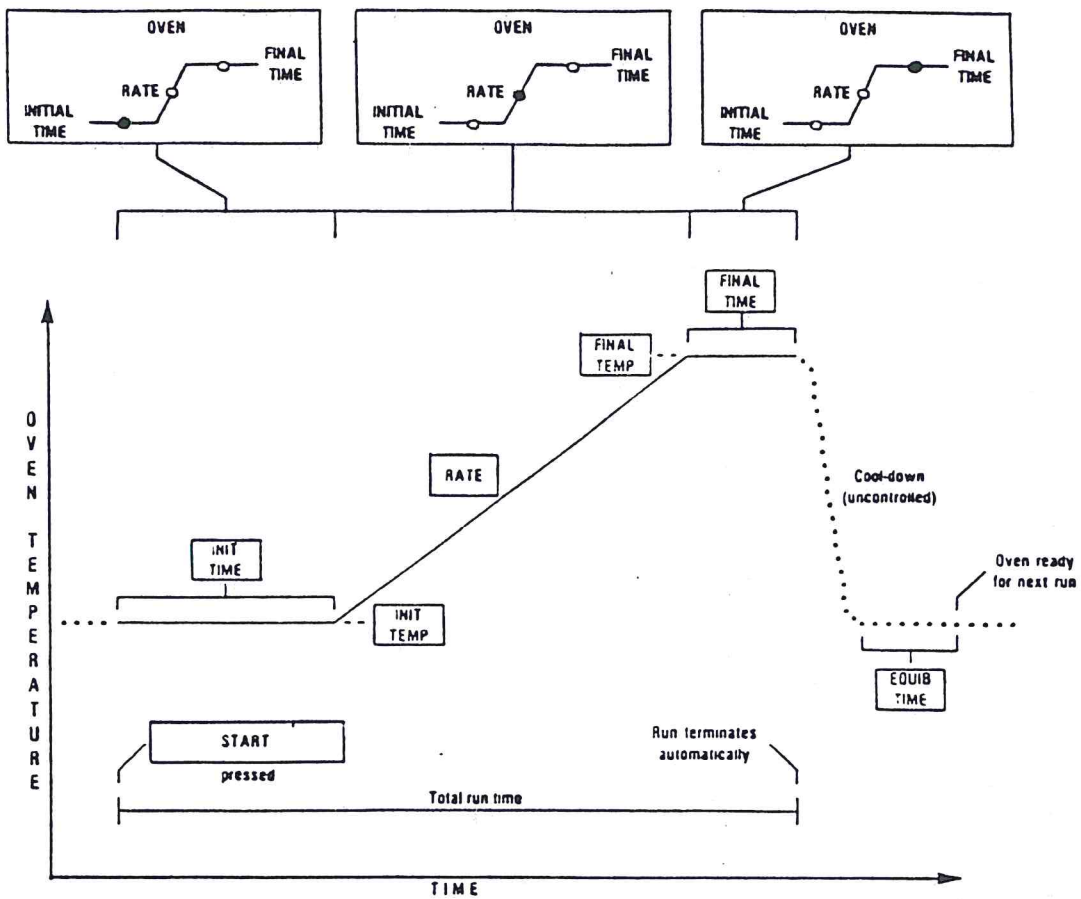 OVEN
FINAL
TIME
RATE
INITIAL
TIME
OVEN
FINAL
TIME
RATE
INITIAL
TIME
OVEN
FINAL
TIME
RATE
INITIAL
TIME
FINAL
TIME
FINAL
TEMP
RATE
Cool-down
(uncontrolled)
INIT
TIME
INIT
TEMP
Oven ready
for next run
EQUIB
TIME
START
pressed
Run terminates
automatically
Total run time
OVEN TEMPERATURE
TIME